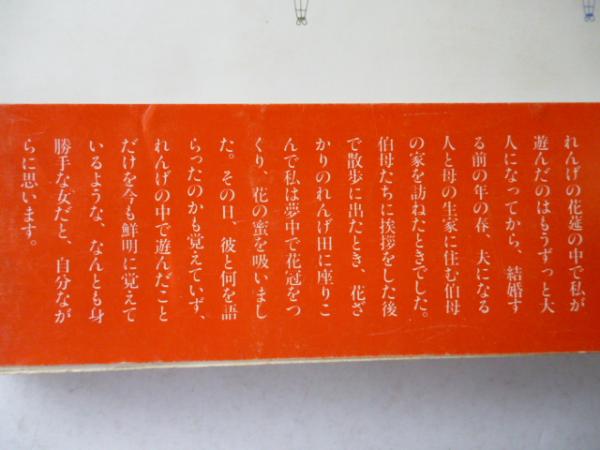 れんげの花莚の中で私が
遊んだのはもうずっと大
人になってから、結婚す
る前の年の春、夫になる
人と母の生家に住む伯母
の家を訪ねたときでした。
伯母たちに挨拶をした後
で散歩に出たとき、花ざ
かりのれんげ田に座りこ
んで私は夢中で花冠をつ
くり、花の蜜を吸いまし
た。その日、彼と何を語
らったのかも覚えていず、
れんげの中で遊んだこと
だけを今も鮮明に覚えて
いるような、なんとも身
勝手な女だと、自分なが
らに思います。